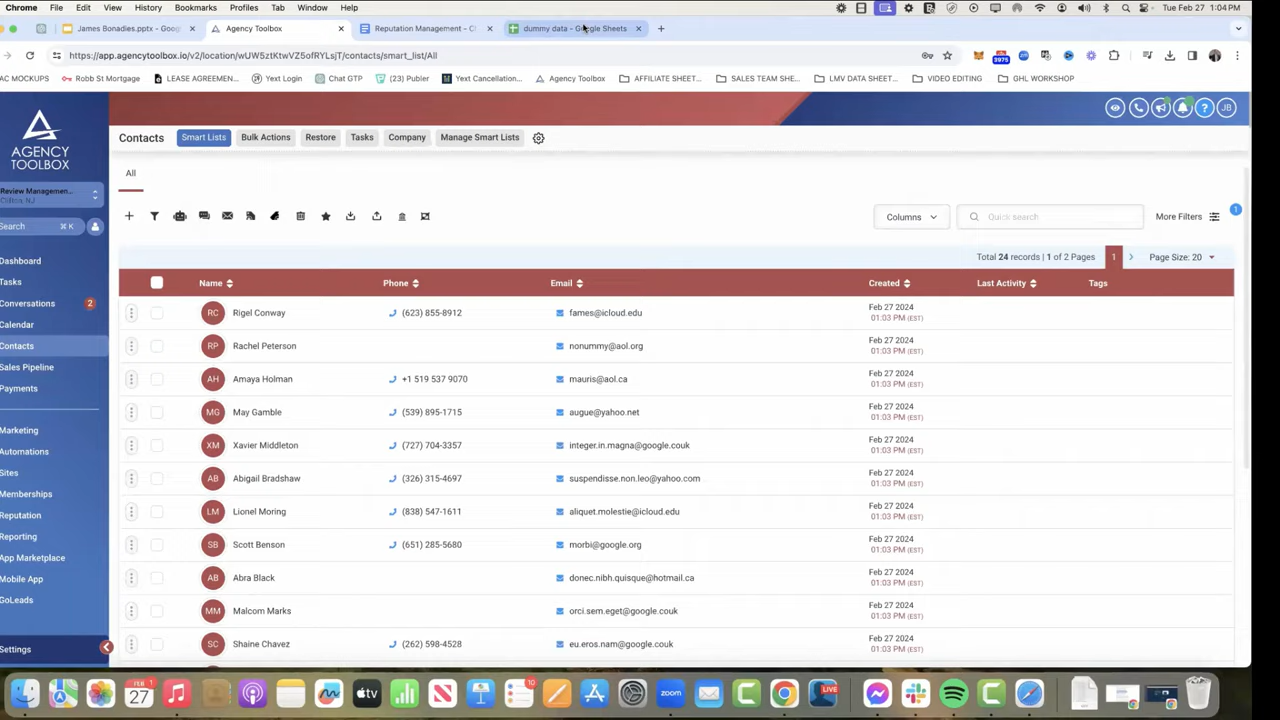 Chrome File Edit View History Bookmarks Profiles Tab Window Help Tue Feb 27 1:04 PM
James Bonadies.pptx - Goog Agency Toolbox Reputation Management - C dummy data - Google Sheets
https://app.agencytoolbox.io/v2/location/wUW5ztKtwVZ5ofRYLsjT/contacts/smart_list/All
AC MOCKUPS Robb St Mortgage LEASE AGREEMEN... Yext Login Chat GTP (23) Publer Yext Cancellation... Agency Toolbox AFFILIATE SHEET... SALES TEAM SHE... LMV DATA SHEET... VIDEO EDITING GHL WORKSHOP
3975
AGENCY
TOOLBOX
JB
Contacts Smart Lists Bulk Actions Restore Tasks Company Manage Smart Lists
All
Review Managemen...
Clifton, NJ
Search ⌘ K
Columns Quick search More Filters 1
Total 24 records | 1 of 2 Pages 1 Page Size: 20
Dashboard
Tasks
Conversations 2
Calendar
Contacts
Sales Pipeline
Payments
Marketing
Automations
Sites
Memberships
Reputation
Reporting
App Marketplace
Mobile App
GoLeads
Settings
Name Phone Email Created Last Activity Tags
RC Rigel Conway (623) 855-8912 fames@icloud.edu Feb 27 2024
01:03 PM (EST)
RP Rachel Peterson nonummy@aol.org Feb 27 2024
01:03 PM (EST)
AH Amaya Holman +1 519 537 9070 mauris@aol.ca Feb 27 2024
01:03 PM (EST)
MG May Gamble (539) 895-1715 augue@yahoo.net Feb 27 2024
01:03 PM (EST)
XM Xavier Middleton (727) 704-3357 integer.in.magna@google.couk Feb 27 2024
01:03 PM (EST)
AB Abigail Bradshaw (326) 315-4697 suspendisse.non.leo@yahoo.com Feb 27 2024
01:03 PM (EST)
LM Lionel Moring (838) 547-1611 aliquet.molestie@icloud.edu Feb 27 2024
01:03 PM (EST)
SB Scott Benson (651) 285-5680 morbi@google.org Feb 27 2024
01:03 PM (EST)
AB Abra Black donec.nibh.quisque@hotmail.ca Feb 27 2024
01:03 PM (EST)
MM Malcom Marks orci.sem.eget@google.couk Feb 27 2024
01:03 PM (EST)
SC Shaine Chavez (262) 598-4528 eu.eros.nam@google.couk Feb 27 2024
01:03 PM (EST)
FEB 27 tv 10 zoom LIVE